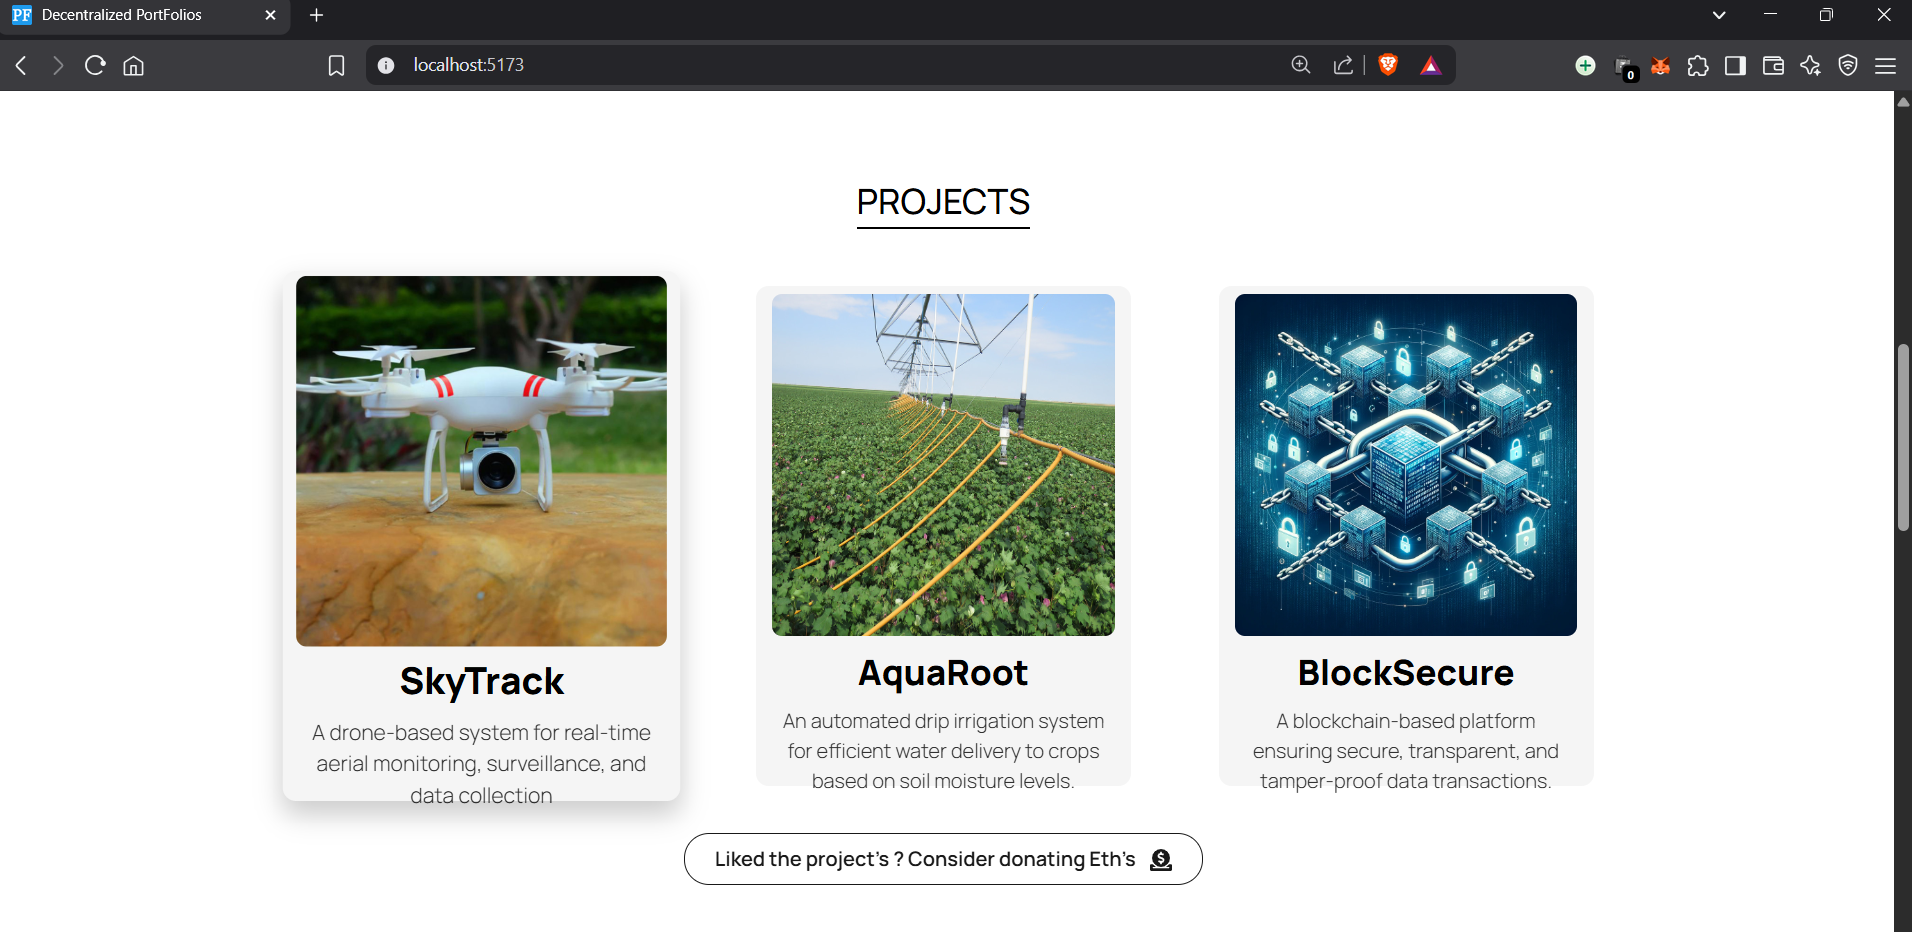 PF Decentralized PortFolios
localhost:5173
0
PROJECTS
SkyTrack
A drone-based system for real-time
aerial monitoring, surveillance, and
data collection
AquaRoot
An automated drip irrigation system
for efficient water delivery to crops
based on soil moisture levels.
BlockSecure
A blockchain-based platform
ensuring secure, transparent, and
tamper-proof data transactions.
Liked the project's ? Consider donating Eth's